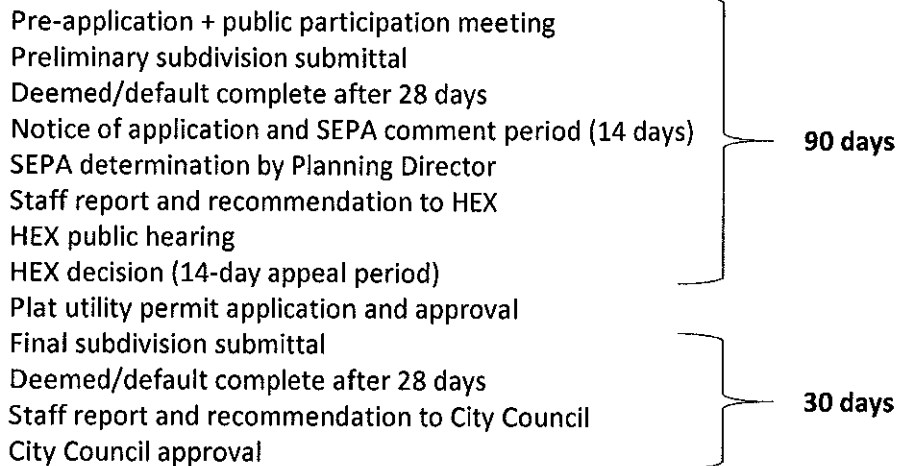 Pre-application + public participation meeting
Preliminary subdivision submittal
Deemed/default complete after 28 days
Notice of application and SEPA comment period (14 days)
90 days
SEPA determination by Planning Director
Staff report and recommendation to HEX
HEX public hearing
HEX decision (14-day appeal period)
Plat utility permit application and approval
Final subdivision submittal
Deemed/default complete after 28 days
30 days
Staff report and recommendation to City Council
City Council approval